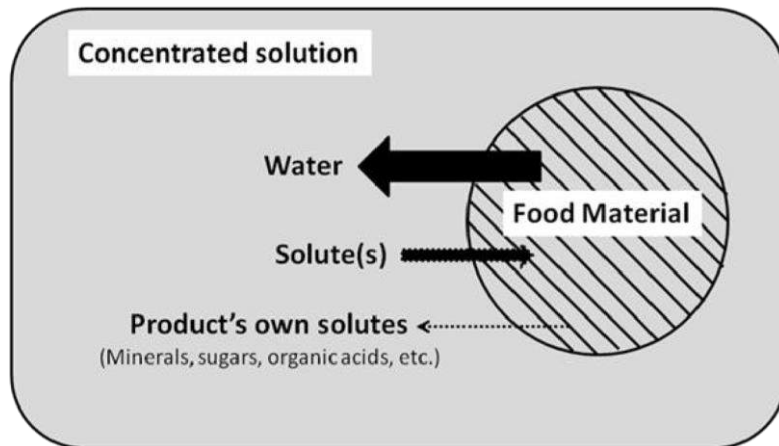 Concentrated solution
Water
Food Material
Solute(s)
Product's own solutes
(Minerals, sugars, organic acids, etc.)